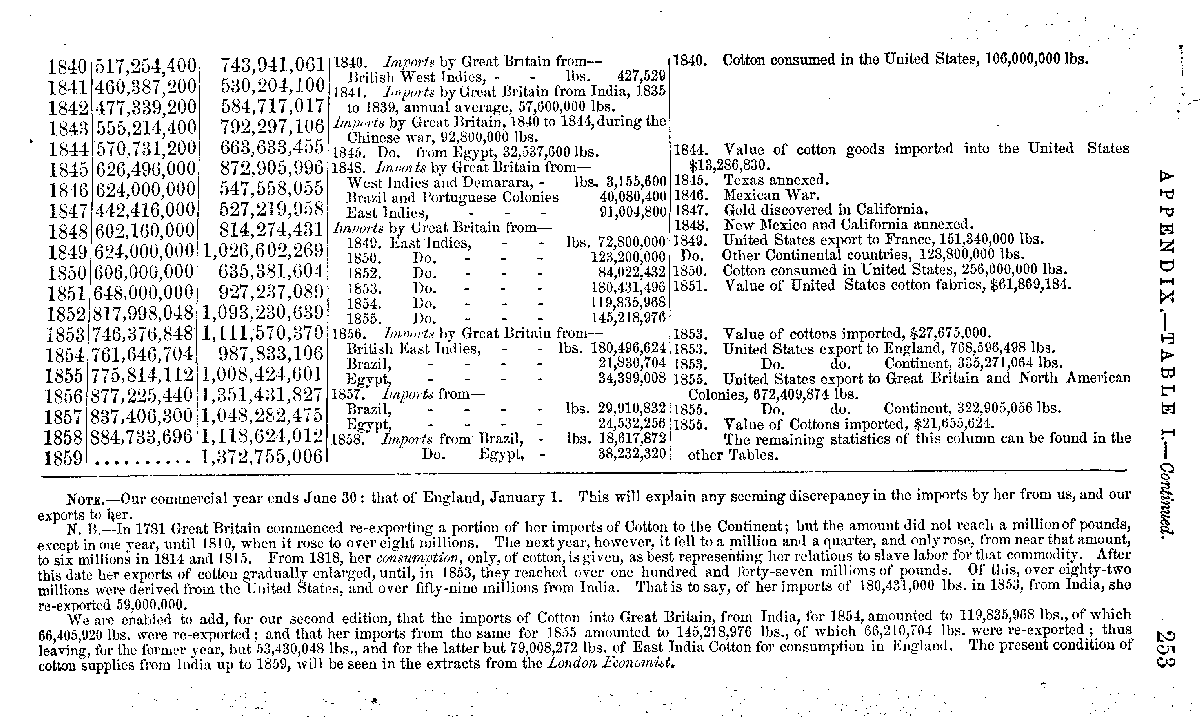 1840 517,254,400 743,941,061
1841 460,387,200 530,204,100
1842 477,339,200 584,717,017
1843 555,214,400 792,297,106
1844 570,731,200 663,633,455
1845 626,496,000 872,905,996
1846 624,000,000 547,558,055
1847 442,416,000 527,219,958
1848 602,160,000 814,274,431
1849 624,000,000 1,026,602,269
1850 606,000,000 635,381,604
1851 648,000,000 927,237,089
1852 817,998,048 1,093,230,639
1853 746,376,848 1,111,570,370
1854 761,646,704 987,833,106
1855 775,814,112 1,008,424,601
1856 877,225,440 1,351,431,827
1857 837,406,300 1,048,282,475
1858 884,733,696 1,118,624,012
1859 .......... 1,372,755,006
1840. Imports by Great Britain from—
British West Indies, - - lbs. 427,529
1841. Imports by Great Britain from India, 1835
to 1839, annual average, 57,600,000 lbs.
Imports by Great Britain, 1840 to 1844, during the
Chinese war, 92,800,000 lbs.
1845. Do. from Egypt, 32,537,600 lbs.
1848. Imports by Great Britain from—
West Indies and Demarara, - lbs. 3,155,600
Brazil and Portuguese Colonies 40,080,400
East Indies, - - - 91,004,800
Imports by Great Britain from—
1849. East Indies, - - lbs. 72,800,000
1850. Do. - - - 123,200,000
1852. Do. - - - 84,022,432
1853. Do. - - - 180,431,496
1854. Do. - - - 119,835,968
1855. Do. - - - 145,218,976
1856. Imports by Great Britain from—
British East Indies, - - lbs. 180,496,624
Brazil, - - - - 21,830,704
Egypt, - - - - 34,399,008
1857. Imports from—
Brazil, - - - - lbs. 29,910,832
Egypt, - - - - 24,532,256
1858. Imports from Brazil, - lbs. 18,617,872
Do. Egypt, - 38,232,320
1840. Cotton consumed in the United States, 106,000,000 lbs.
1844. Value of cotton goods imported into the United States
$13,286,830.
1845. Texas annexed.
1846. Mexican War.
1847. Gold discovered in California.
1848. New Mexico and California annexed.
1849. United States export to France, 151,340,000 lbs.
Do. Other Continental countries, 128,800,000 lbs.
1850. Cotton consumed in United States, 256,000,000 lbs.
1851. Value of United States cotton fabrics, $61,869,184.
1853. Value of cottons imported, $27,675,000.
1853. United States export to England, 768,596,498 lbs.
1853. Do. do. Continent, 335,271,064 lbs.
1855. United States export to Great Britain and North American
Colonies, 672,409,874 lbs.
1855. Do. do. Continent, 322,905,056 lbs.
1855. Value of Cottons imported, $21,655,624.
The remaining statistics of this column can be found in the
other Tables.
NOTE.—Our commercial year ends June 30: that of England, January 1. This will explain any seeming discrepancy in the imports by her from us, and our
exports to her.
N. B.—In 1781 Great Britain commenced re-exporting a portion of her imports of Cotton to the Continent; but the amount did not reach a million of pounds,
except in one year, until 1810, when it rose to over eight millions. The next year, however, it fell to a million and a quarter, and only rose, from near that amount,
to six millions in 1814 and 1815. From 1818, her consumption, only, of cotton, is given, as best representing her relations to slave labor for that commodity. After
this date her exports of cotton gradually enlarged, until, in 1853, they reached over one hundred and forty-seven millions of pounds. Of this, over eighty-two
millions were derived from the United States, and over fifty-nine millions from India. That is to say, of her imports of 180,431,000 lbs. in 1853, from India, she
re-exported 59,000,000.
We are enabled to add, for our second edition, that the imports of Cotton into Great Britain, from India, for 1854, amounted to 119,835,968 lbs., of which
66,405,920 lbs. were re-exported; and that her imports from the same for 1855 amounted to 145,218,976 lbs., of which 66,210,704 lbs. were re-exported; thus
leaving, for the former year, but 53,430,048 lbs., and for the latter but 79,008,272 lbs. of East India Cotton for consumption in England. The present condition of
cotton supplies from India up to 1859, will be seen in the extracts from the London Economist.
APPENDIX.—TABLE I.—Continued.
253